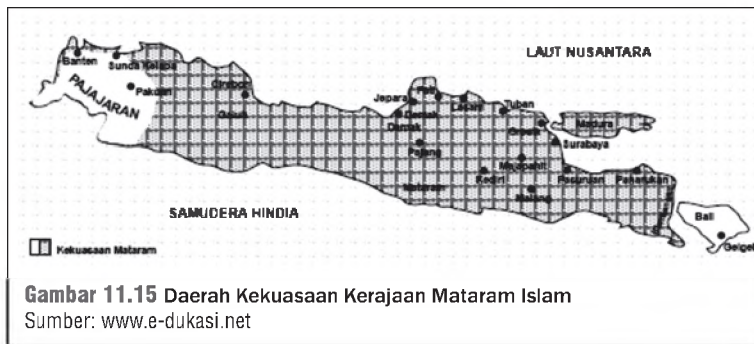 LAUT NUSANTARA
Banten
Sunda Kelapa
PAJAJARAN
Pakuan
Cirebon
Galuh
Jepara
Pati
Demak
Demak
Lasam
Tuban
Gresik
Madura
Surabaya
Pajang
Majapahit
Mataram
Kediri
Malang
Pasuruan
Panarukan
Bali
Gelgel
SAMUDERA HINDIA
Kekuasaan Mataram
Gambar 11.15 Daerah Kekuasaan Kerajaan Mataram Islam
Sumber: www.e-dukasi.net